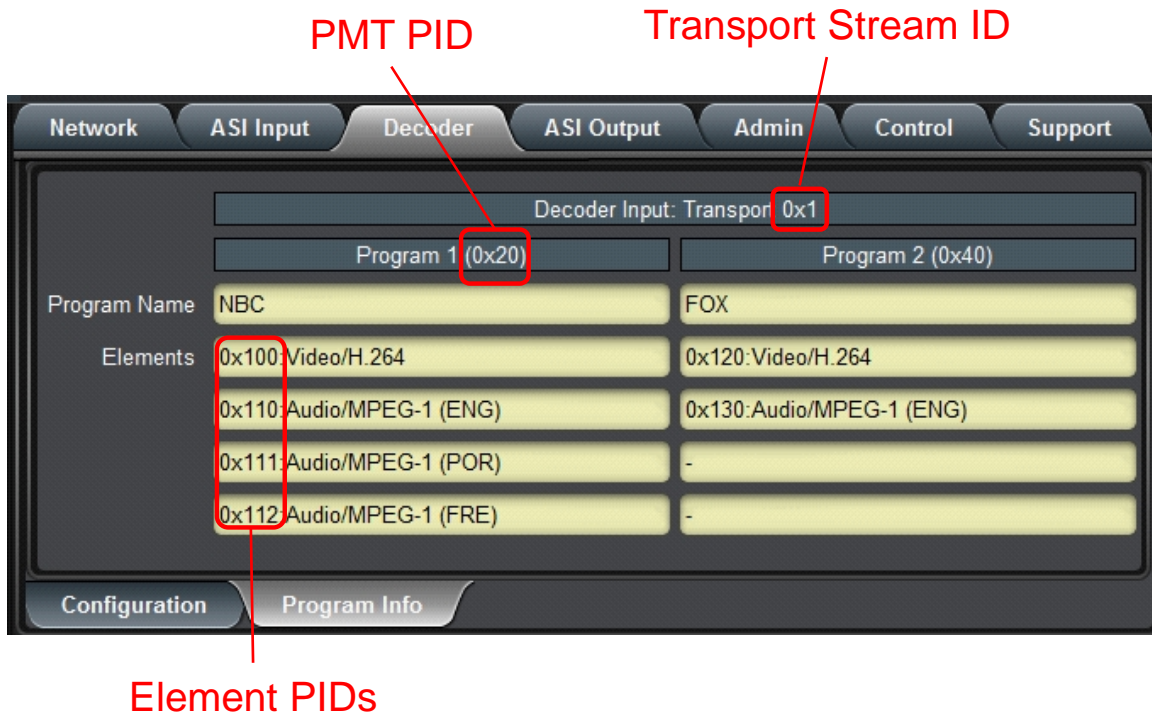 PMT PID
Transport Stream ID
Network ASI Input Decoder ASI Output Admin Control Support
Decoder Input: Transport 0x1
Program 1 (0x20) Program 2 (0x40)
Program Name NBC FOX
Elements 0x100:Video/H.264 0x120:Video/H.264
0x110:Audio/MPEG-1 (ENG) 0x130:Audio/MPEG-1 (ENG)
0x111:Audio/MPEG-1 (POR) -
0x112:Audio/MPEG-1 (FRE) -
Configuration Program Info
Element PIDs